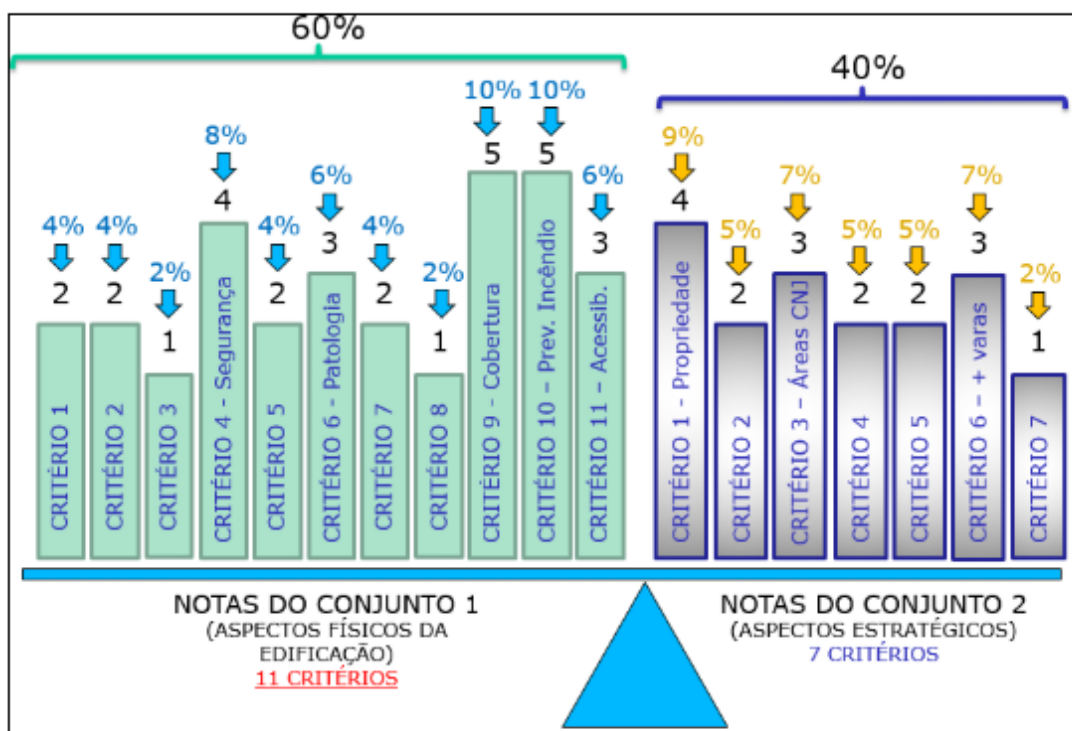 60%
40%
4%
4%
2%
8%
4%
6%
4%
2%
10%
10%
6%
9%
5%
7%
5%
5%
7%
2%
2
2
1
4
2
3
2
1
5
5
3
4
2
3
2
2
3
1
CRITÉRIO 1
CRITÉRIO 2
CRITÉRIO 3
CRITÉRIO 4 - Segurança
CRITÉRIO 5
CRITÉRIO 6 - Patologia
CRITÉRIO 7
CRITÉRIO 8
CRITÉRIO 9 - Cobertura
CRITÉRIO 10 – Prev. Incêndio
CRITÉRIO 11 – Acessib.
CRITÉRIO 1 - Propriedade
CRITÉRIO 2
CRITÉRIO 3 – Áreas CNJ
CRITÉRIO 4
CRITÉRIO 5
CRITÉRIO 6 – + varas
CRITÉRIO 7
NOTAS DO CONJUNTO 1
(ASPECTOS FÍSICOS DA
EDIFICAÇÃO)
11 CRITÉRIOS
NOTAS DO CONJUNTO 2
(ASPECTOS ESTRATÉGICOS)
7 CRITÉRIOS